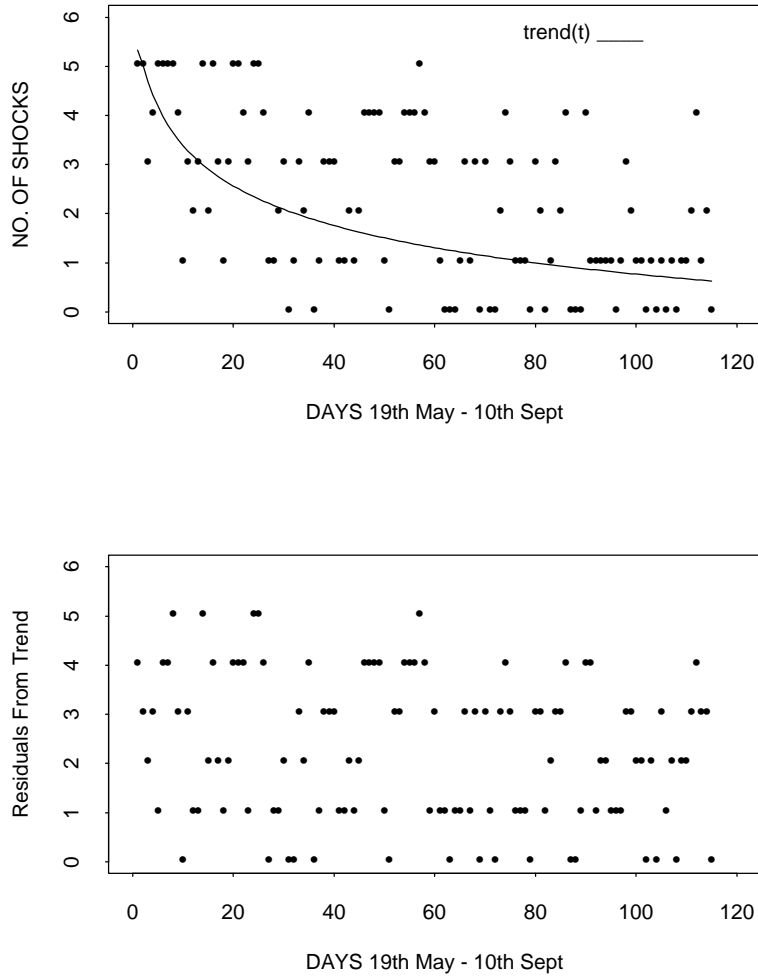 trend(t) _____
NO. OF SHOCKS
6
5
4
3
2
1
0
0 20 40 60 80 100 120
DAYS 19th May - 10th Sept
Residuals From Trend
6
5
4
3
2
1
0
0 20 40 60 80 100 120
DAYS 19th May - 10th Sept